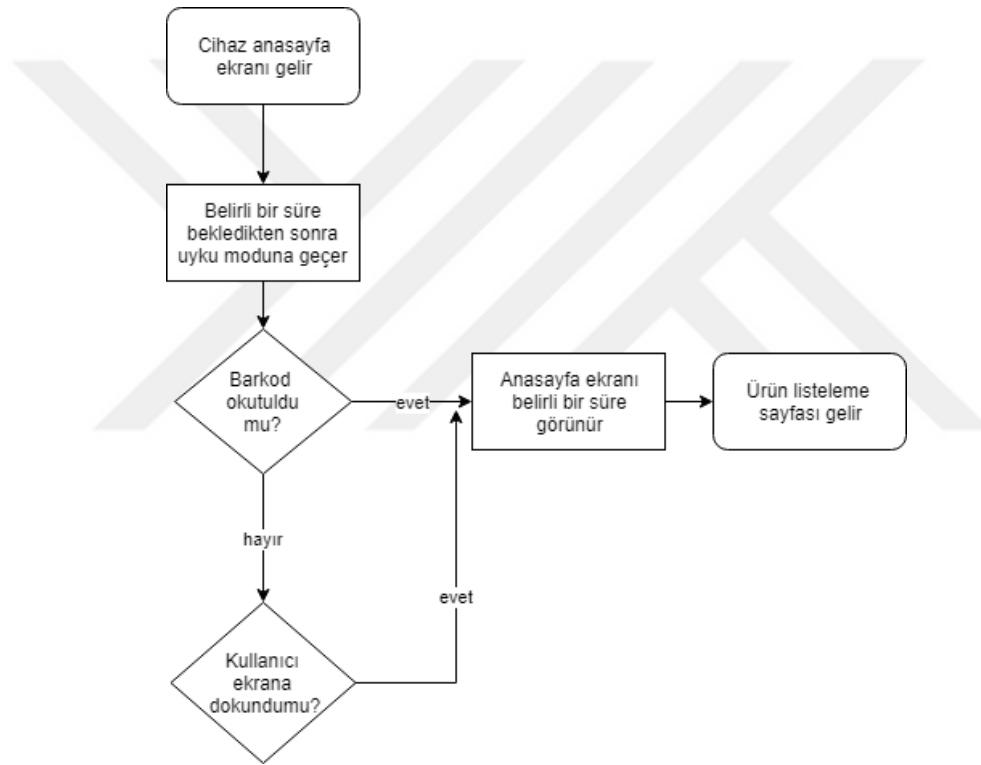 Cihaz anasayfa
ekranı gelir
Belirli bir süre
bekledikten sonra
uyku moduna geçer
Barkod
okutuldu
mu?
evet
Anasayfa ekranı
belirli bir süre
görünür
Ürün listeleme
sayfası gelir
hayır
evet
Kullanıcı
ekrana
dokundumu?